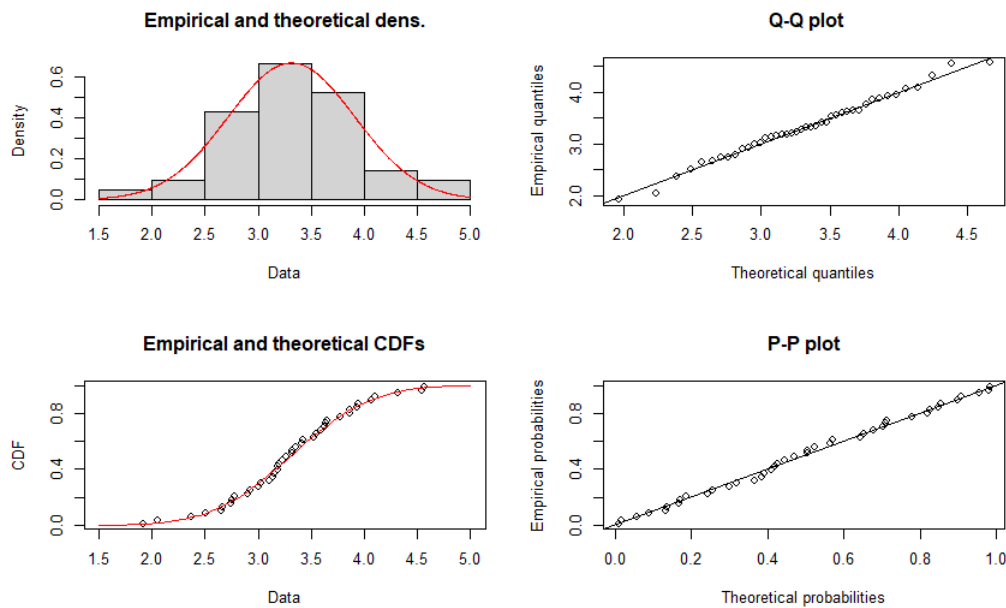 Empirical and theoretical dens.
Density
0.0 0.2 0.4 0.6
1.5 2.0 2.5 3.0 3.5 4.0 4.5 5.0
Data
Q-Q plot
Empirical quantiles
2.0 3.0 4.0
2.0 2.5 3.0 3.5 4.0 4.5
Theoretical quantiles
Empirical and theoretical CDFs
CDF
0.0 0.4 0.8
1.5 2.0 2.5 3.0 3.5 4.0 4.5 5.0
Data
P-P plot
Empirical probabilities
0.0 0.4 0.8
0.0 0.2 0.4 0.6 0.8 1.0
Theoretical probabilities